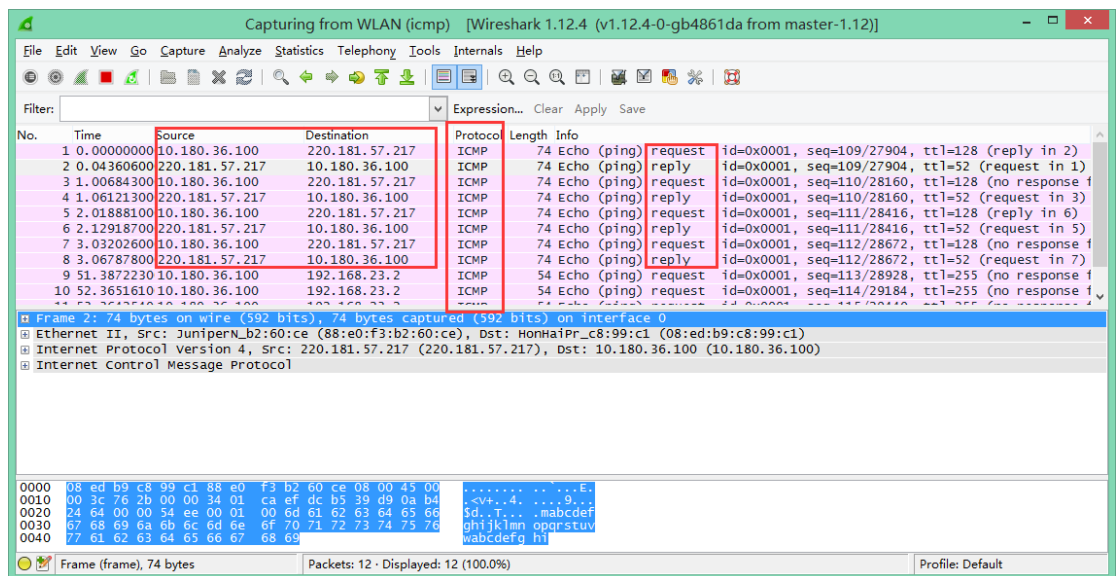 Capturing from WLAN (icmp) [Wireshark 1.12.4 (v1.12.4-0-gb4861da from master-1.12)]
File Edit View Go Capture Analyze Statistics Telephony Tools Internals Help
Filter: Expression... Clear Apply Save
No. Time Source Destination Protocol Length Info
1 0.00000000 10.180.36.100 220.181.57.217 ICMP 74 Echo (ping) request id=0x0001, seq=109/27904, ttl=128 (reply in 2)
2 0.04360600 220.181.57.217 10.180.36.100 ICMP 74 Echo (ping) reply id=0x0001, seq=109/27904, ttl=52 (request in 1)
3 1.00684300 10.180.36.100 220.181.57.217 ICMP 74 Echo (ping) request id=0x0001, seq=110/28160, ttl=128 (no response f
4 1.06121300 220.181.57.217 10.180.36.100 ICMP 74 Echo (ping) reply id=0x0001, seq=110/28160, ttl=52 (request in 3)
5 2.01888100 10.180.36.100 220.181.57.217 ICMP 74 Echo (ping) request id=0x0001, seq=111/28416, ttl=128 (reply in 6)
6 2.12918700 220.181.57.217 10.180.36.100 ICMP 74 Echo (ping) reply id=0x0001, seq=111/28416, ttl=52 (request in 5)
7 3.03202600 10.180.36.100 220.181.57.217 ICMP 74 Echo (ping) request id=0x0001, seq=112/28672, ttl=128 (no response f
8 3.06787800 220.181.57.217 10.180.36.100 ICMP 74 Echo (ping) reply id=0x0001, seq=112/28672, ttl=52 (request in 7)
9 51.3872230 10.180.36.100 192.168.23.2 ICMP 54 Echo (ping) request id=0x0001, seq=113/28928, ttl=255 (no response f
10 52.3651610 10.180.36.100 192.168.23.2 ICMP 54 Echo (ping) request id=0x0001, seq=114/29184, ttl=255 (no response f
Frame 2: 74 bytes on wire (592 bits), 74 bytes captured (592 bits) on interface 0
Ethernet II, Src: JuniperN_b2:60:ce (88:e0:f3:b2:60:ce), Dst: HonHaiPr_c8:99:c1 (08:ed:b9:c8:99:c1)
Internet Protocol Version 4, Src: 220.181.57.217 (220.181.57.217), Dst: 10.180.36.100 (10.180.36.100)
Internet Control Message Protocol
0000 08 ed b9 c8 99 c1 88 e0 f3 b2 60 ce 08 00 45 00 ........ ..`...E.
0010 00 3c 76 2b 00 00 34 01 ca ef dc b5 39 d9 0a b4 .<v+..4. ....9...
0020 24 64 00 00 54 ee 00 01 00 6d 61 62 63 64 65 66 $d..T... .mabcdef
0030 67 68 69 6a 6b 6c 6d 6e 6f 70 71 72 73 74 75 76 ghijklmn opqrstuv
0040 77 61 62 63 64 65 66 67 68 69 wabcdefg hi
Frame (frame), 74 bytes Packets: 12 · Displayed: 12 (100.0%) Profile: Default